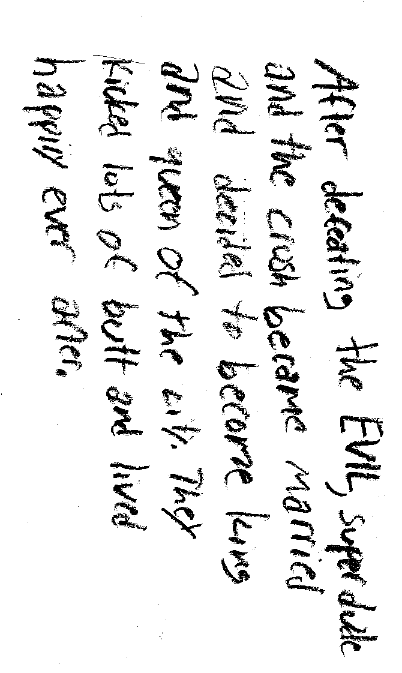 After defeating the EVIL, super dude
and the crush became married
and decided to become king
and queen of the city. They
kicked lots of butt and lived
happily ever after.